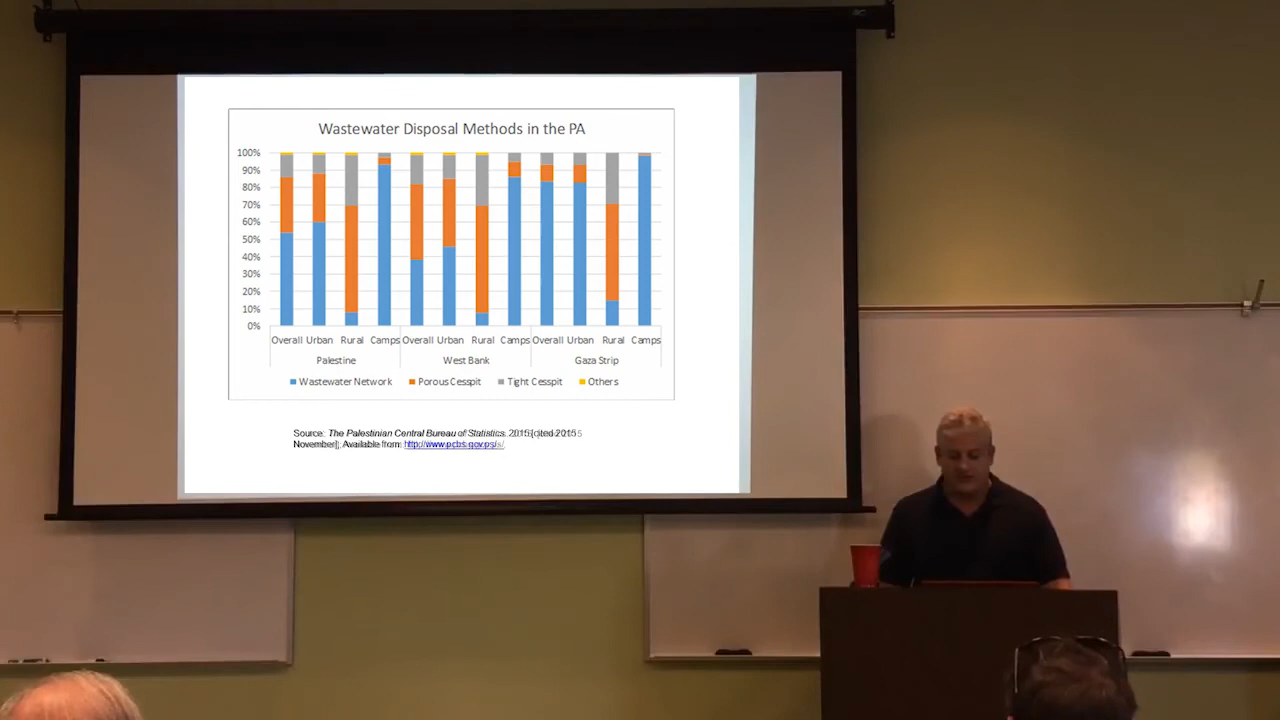 Wastewater Disposal Methods in the PA
100%
90%
80%
70%
60%
50%
40%
30%
20%
10%
0%
Overall Urban Rural Camps Overall Urban Rural Camps Overall Urban Rural Camps
Palestine West Bank Gaza Strip
Wastewater Network Porous Cesspit Tight Cesspit Others
Source: The Palestinian Central Bureau of Statistics. 2015 [cited 2015
November]; Available from: http://www.pcbs.gov.ps/.